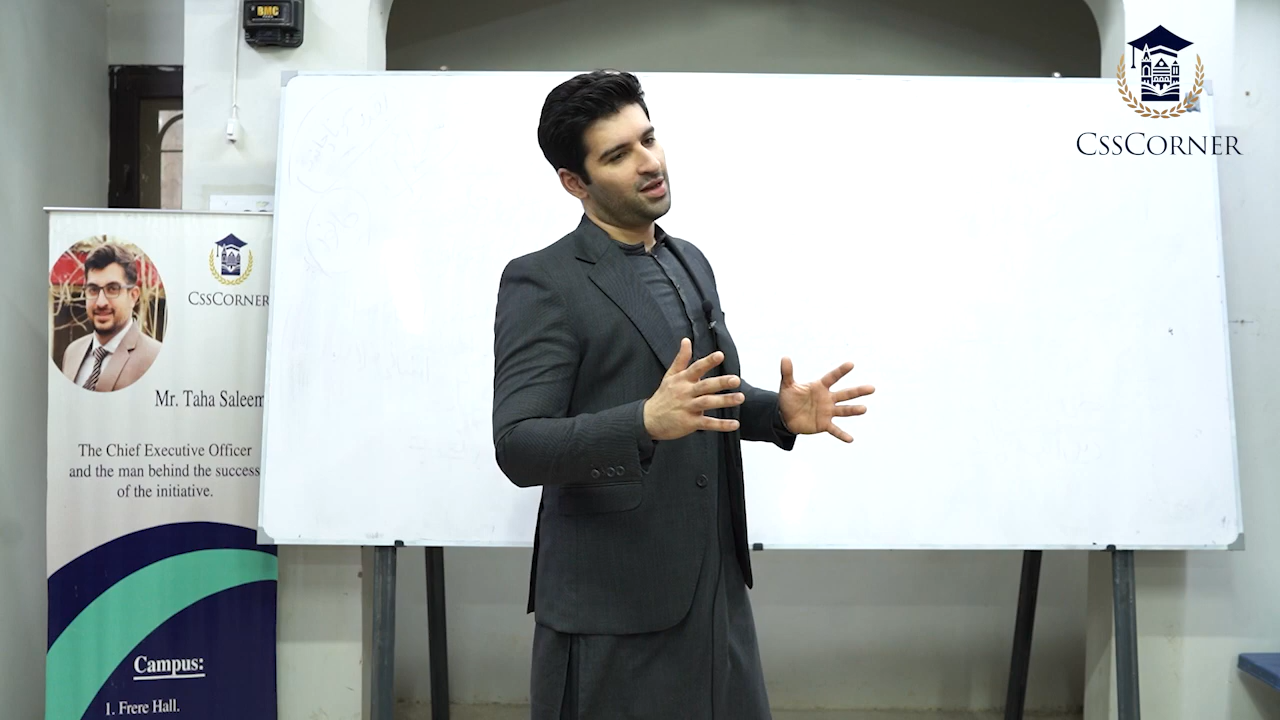 BMC
CSSCORNER
CSSCORNER
Mr. Taha Saleem
The Chief Executive Officer
and the man behind the success
of the initiative.
Campus:
1. Frere Hall.